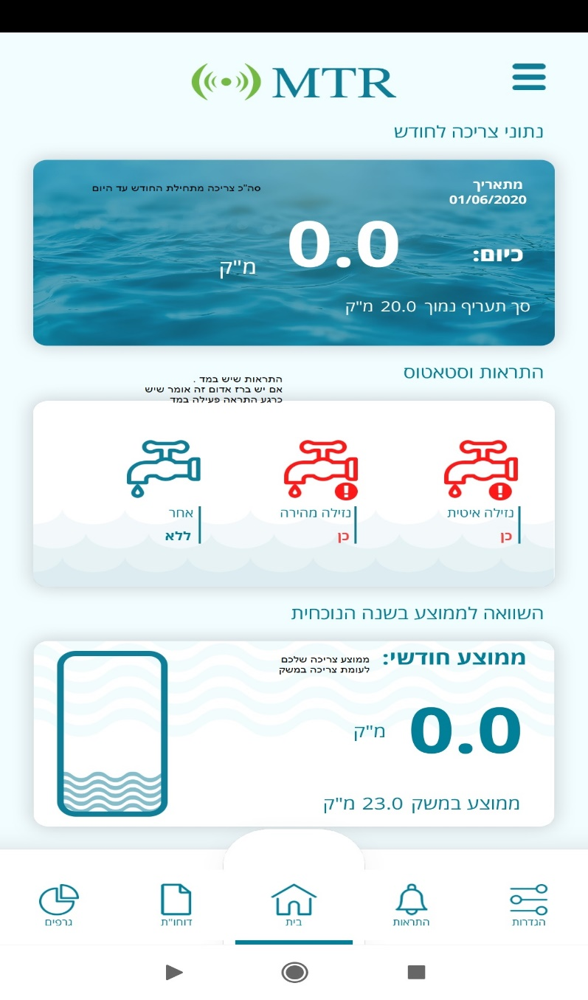 MTR
נתוני צריכה לחודש
מתאריך
01/06/2020
סה"כ צריכה מתחילת החודש עד היום
כיום:
0.0
מ"ק
סך תעריף נמוך 20.0 מ"ק
התראות וסטאטוס
התראות שיש במד .
אם יש ברז אדום זה אומר שיש
כרגע התראה פעילה במד
נזילה איטית
כן
נזילה מהירה
כן
אחר
ללא
השוואה לממוצע בשנה הנוכחית
ממוצע חודשי:
ממוצע צריכה שלכם
לעומת צריכה במשק
0.0 מ"ק
ממוצע במשק 23.0 מ"ק
הגדרות
התראות
בית
דוחו"ת
גרפים